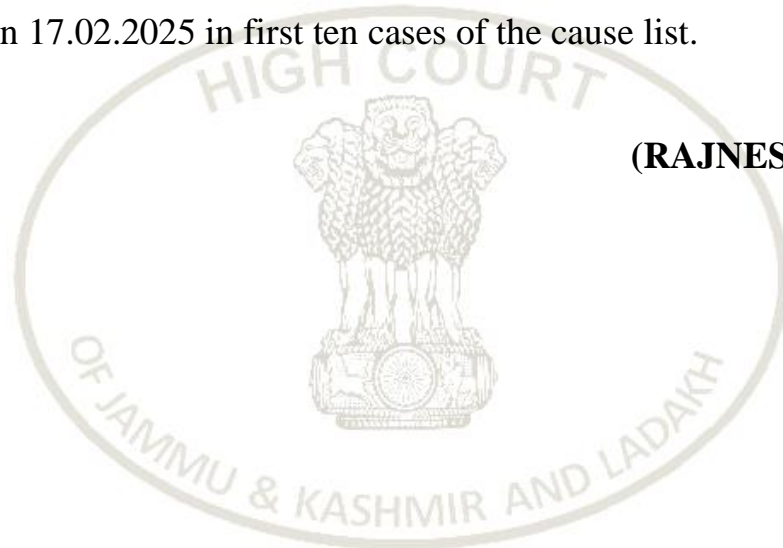 n 17.02.2025 in first ten cases of the cause list.
HIGH COURT
(RAJNES
OF JAMMU & KASHMIR AND LADAKH